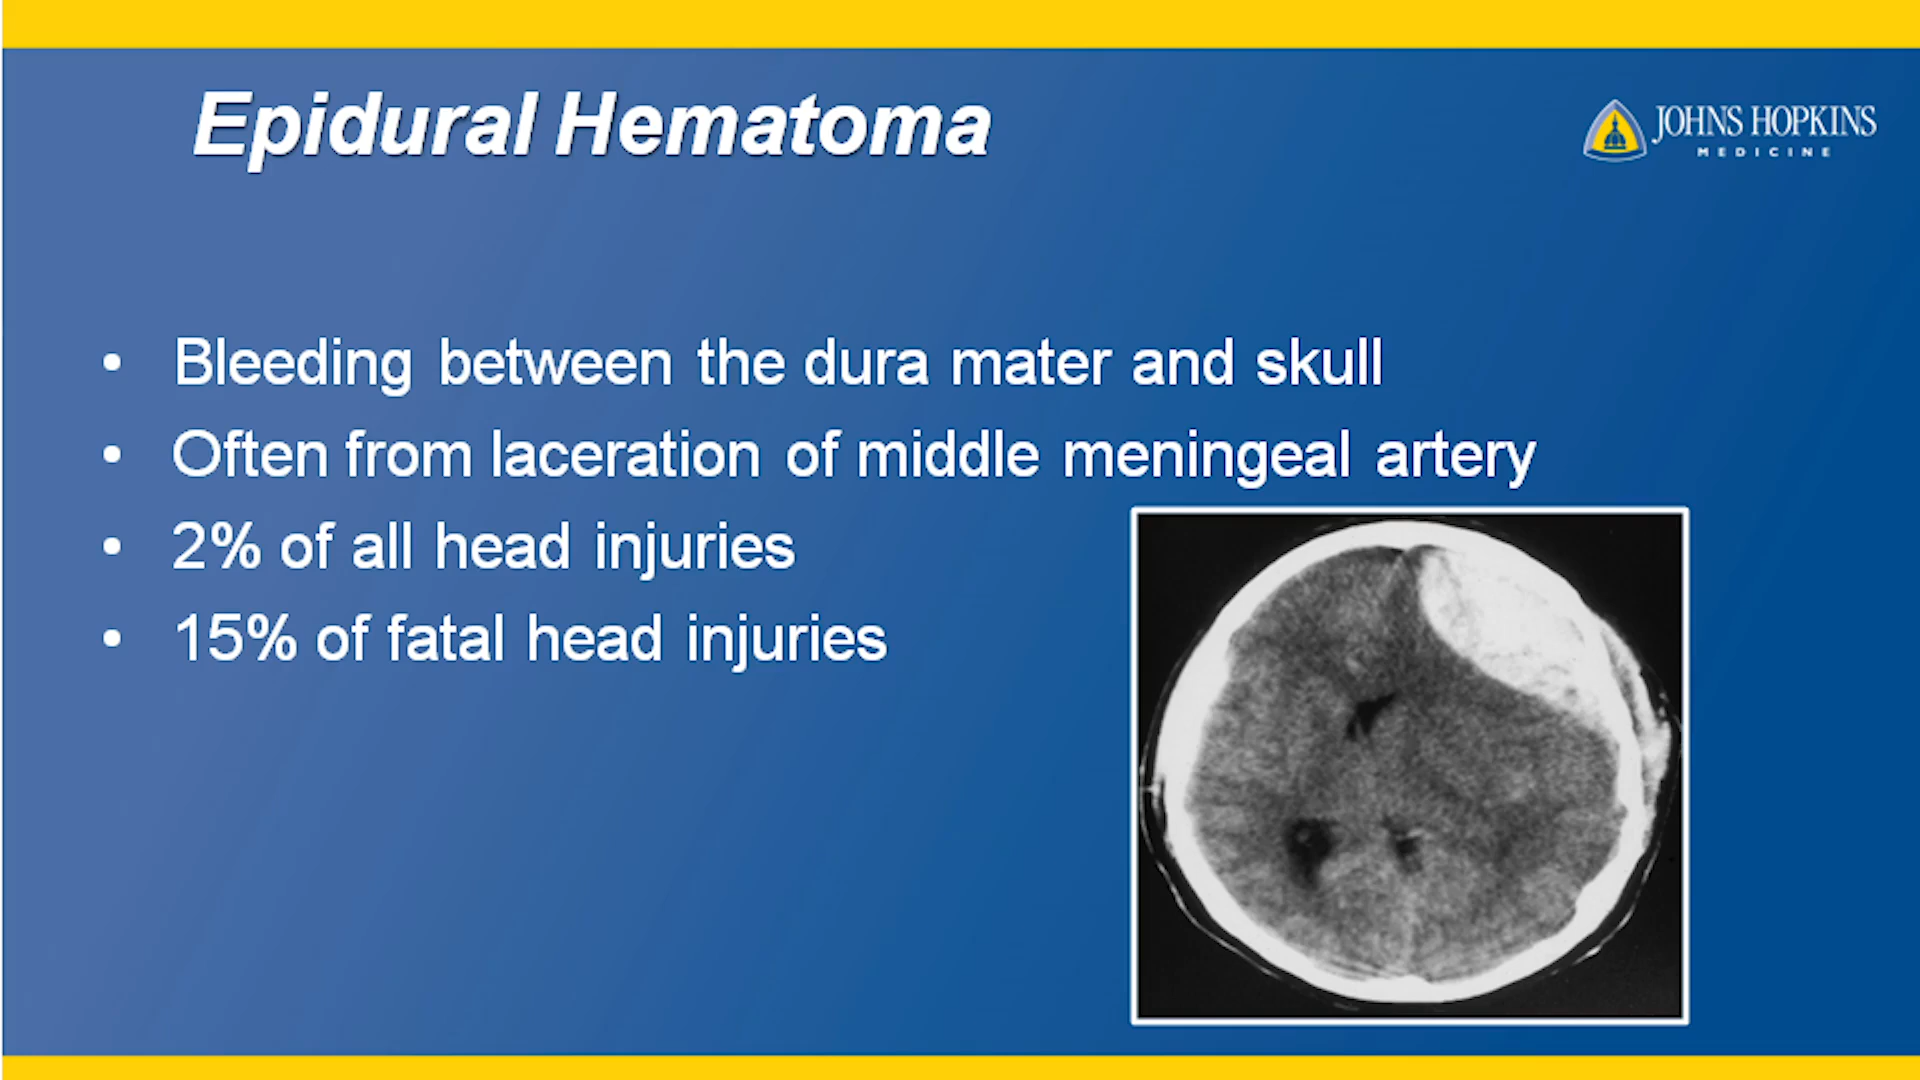 Epidural Hematoma
JOHNS HOPKINS
MEDICINE
• Bleeding between the dura mater and skull
• Often from laceration of middle meningeal artery
• 2% of all head injuries
• 15% of fatal head injuries